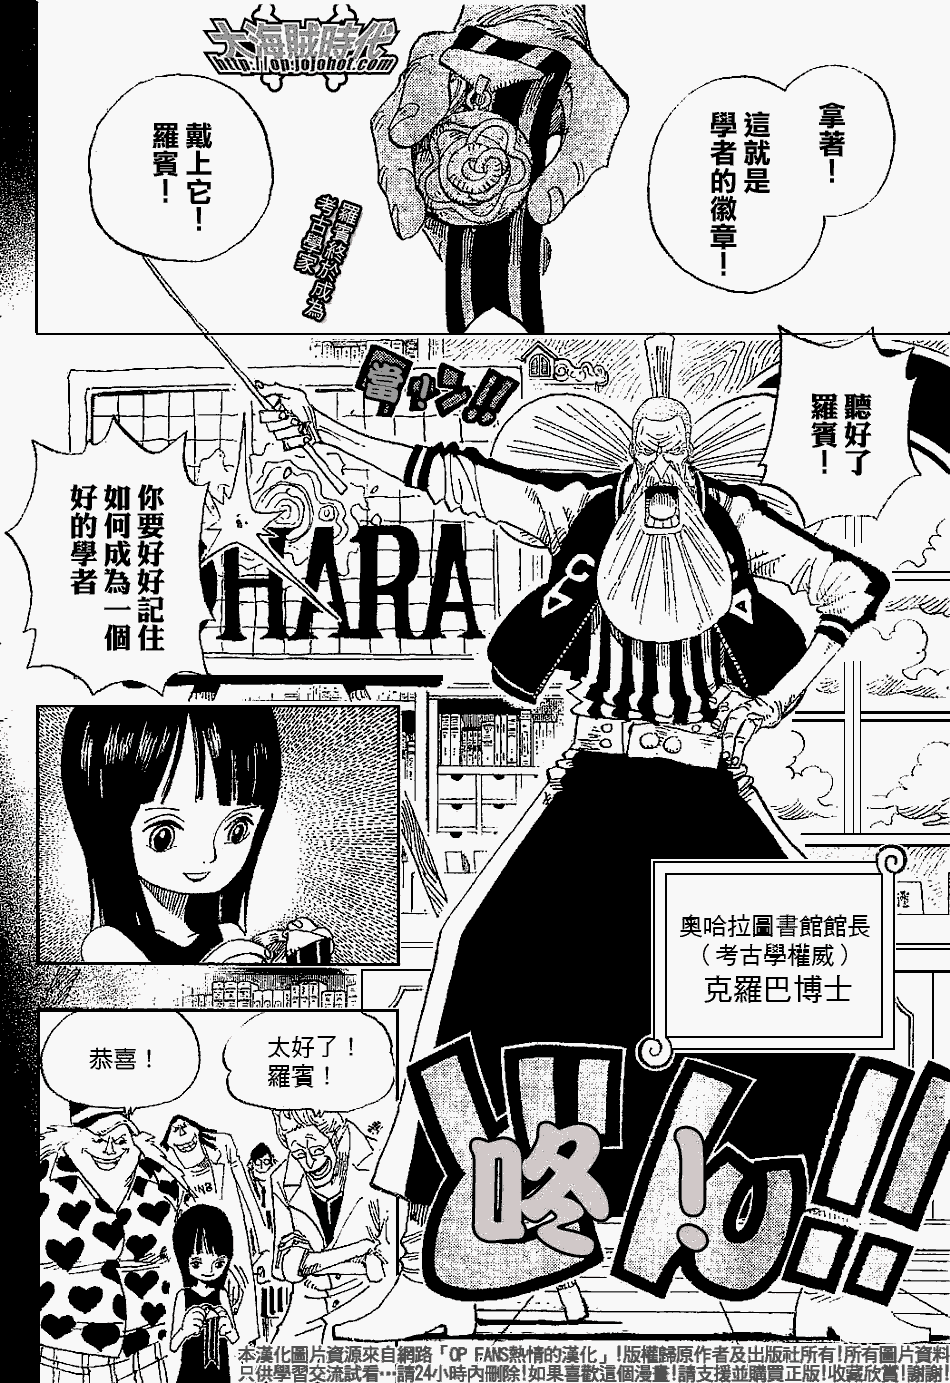 大海賊時代
http://op.jojohot.com
拿著！
這就是
學者的徽章！
戴上它！
羅賓！
羅賓終於成為
考古學家
噹！ン!!
聽好了
羅賓！
你要好好記住
如何成為一個
好的學者
OHARA
奧哈拉圖書館館長
（考古學權威）
克羅巴博士
太好了！
羅賓！
恭喜！
咚！ん!!
本漢化圖片資源來自網路「OP FANS熱情的漢化」!版權歸原作者及出版社所有!所有圖片資料
只供學習交流試看…請24小時內刪除!如果喜歡這個漫畫!請支援並購買正版!收藏欣賞!謝謝